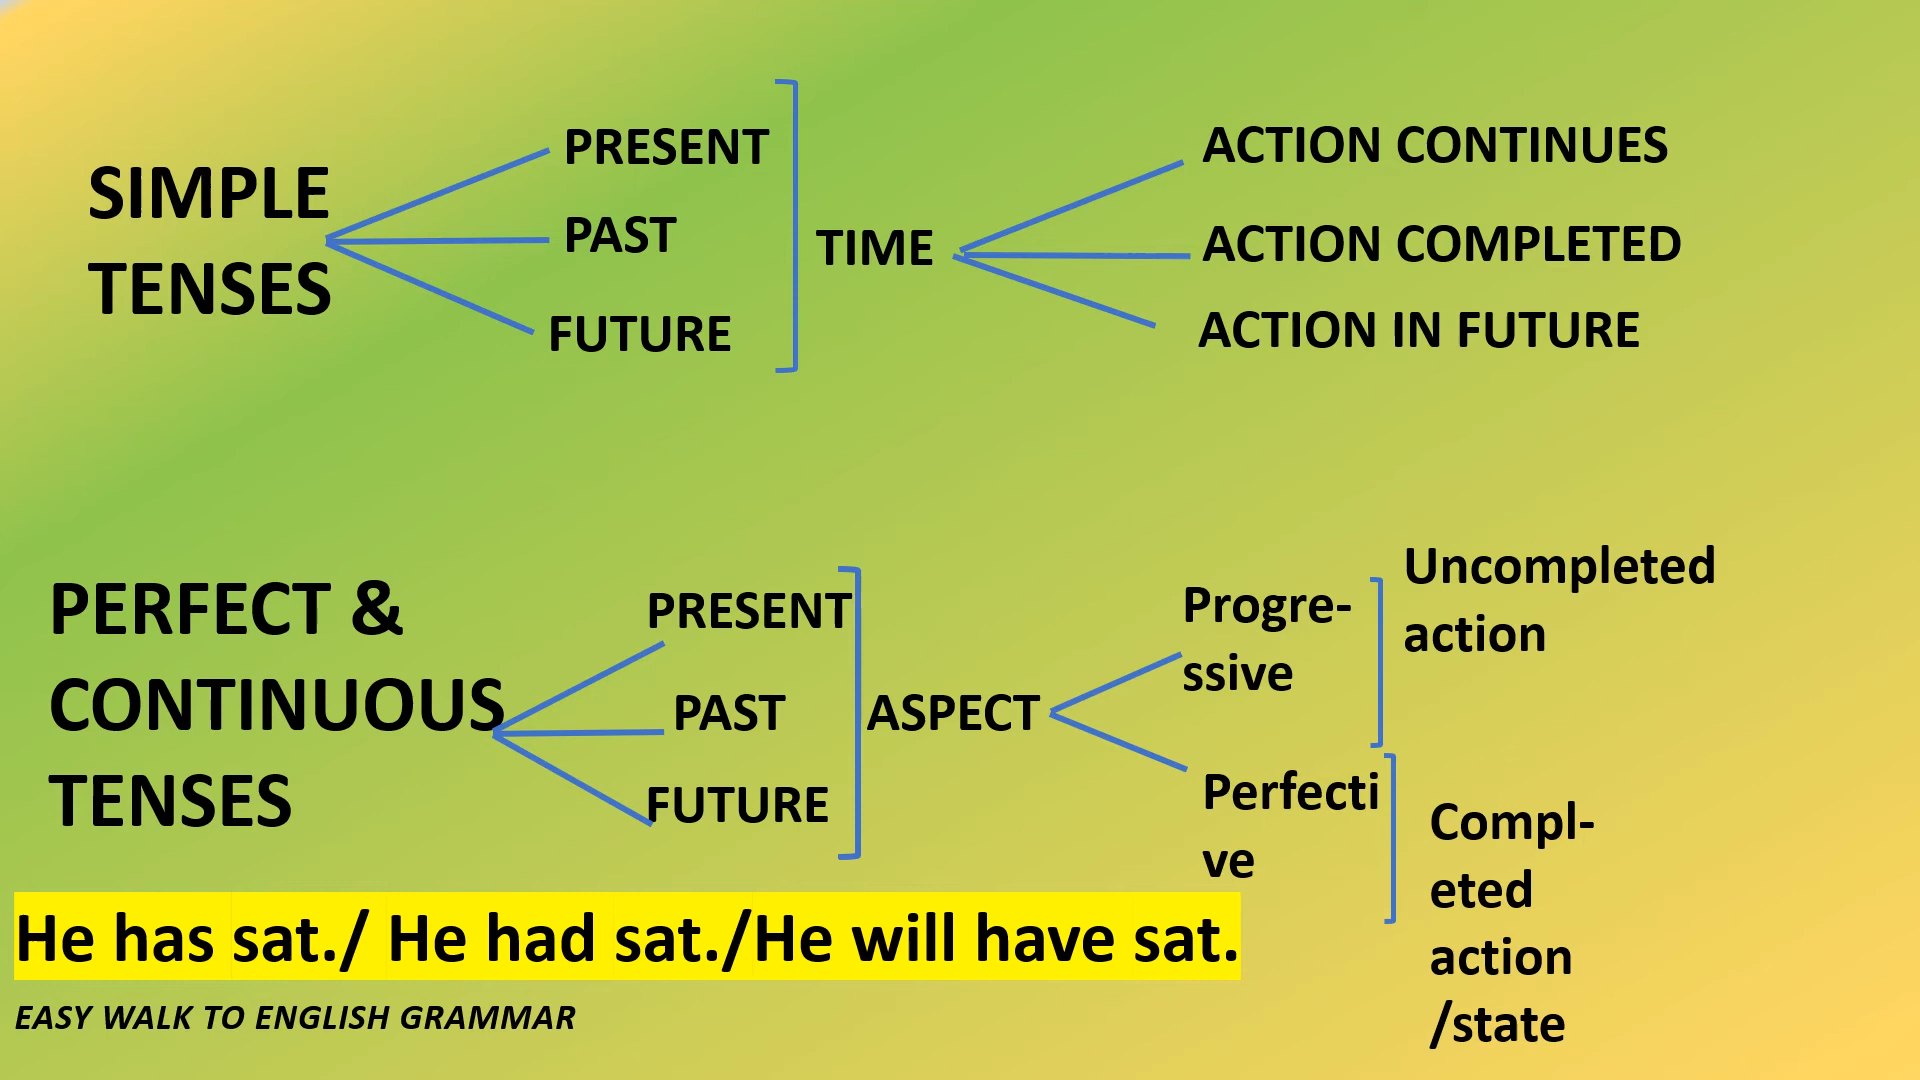 SIMPLE
TENSES
PRESENT
PAST
FUTURE
TIME
ACTION CONTINUES
ACTION COMPLETED
ACTION IN FUTURE
PERFECT &
CONTINUOUS
TENSES
PRESENT
PAST
FUTURE
ASPECT
Progre-
ssive
Uncompleted
action
Perfecti
ve
Compl-
eted
action
/state
He has sat./ He had sat./He will have sat.
EASY WALK TO ENGLISH GRAMMAR